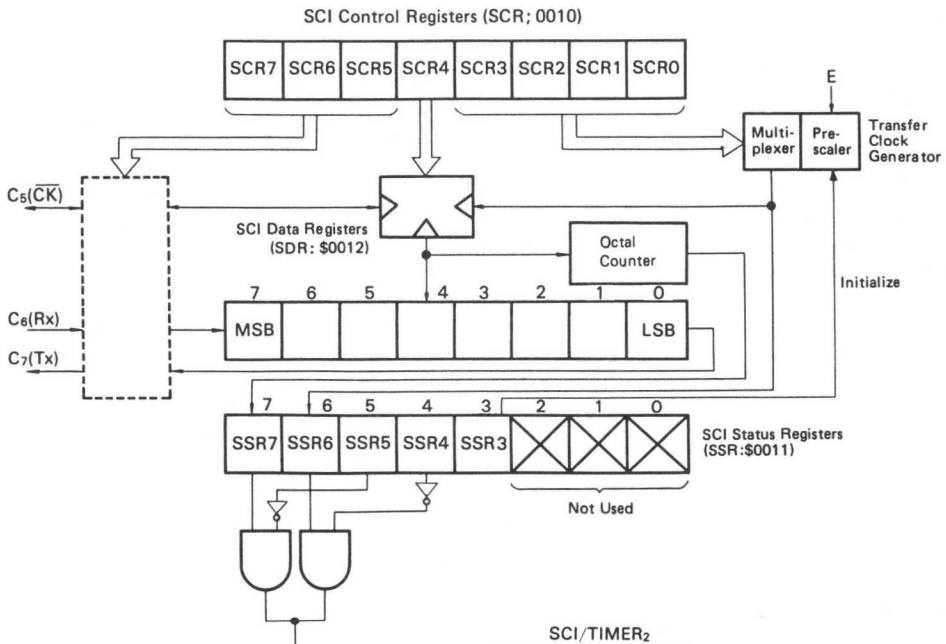 SCI Control Registers (SCR; 0010)
SCR7 SCR6 SCR5 SCR4 SCR3 SCR2 SCR1 SCR0
E
Multi-
plexer
Pre-
scaler
Transfer
Clock
Generator
C5(CK)
SCI Data Registers
(SDR: $0012)
Octal
Counter
Initialize
7 6 5 4 3 2 1 0
C6(Rx)
MSB LSB
C7(Tx)
7 6 5 4 3 2 1 0
SSR7 SSR6 SSR5 SSR4 SSR3
SCI Status Registers
(SSR:$0011)
Not Used
SCI/TIMER2